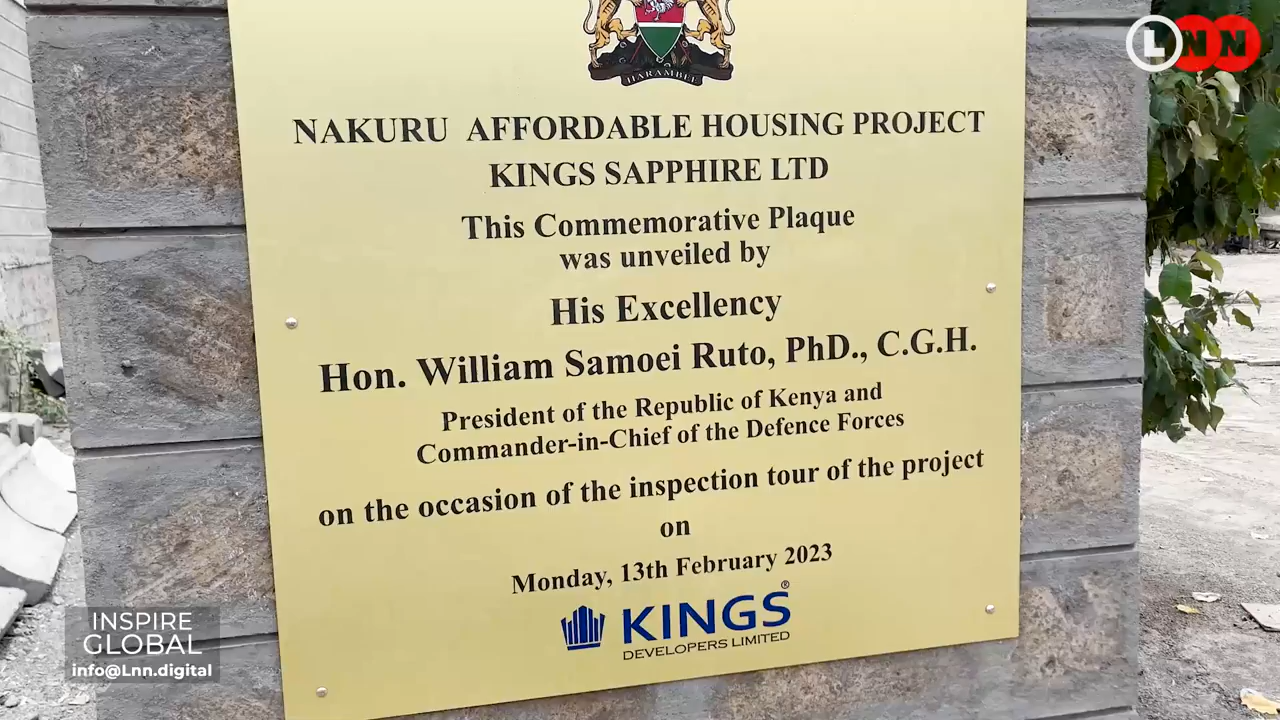 LNN
HARAMBEE
NAKURU AFFORDABLE HOUSING PROJECT
KINGS SAPPHIRE LTD
This Commemorative Plaque
was unveiled by
His Excellency
Hon. William Samoei Ruto, PhD., C.G.H.
President of the Republic of Kenya and
Commander-in-Chief of the Defence Forces
on the occasion of the inspection tour of the project
on
Monday, 13th February 2023
KINGS®
DEVELOPERS LIMITED
INSPIRE
GLOBAL
info@Lnn.digital